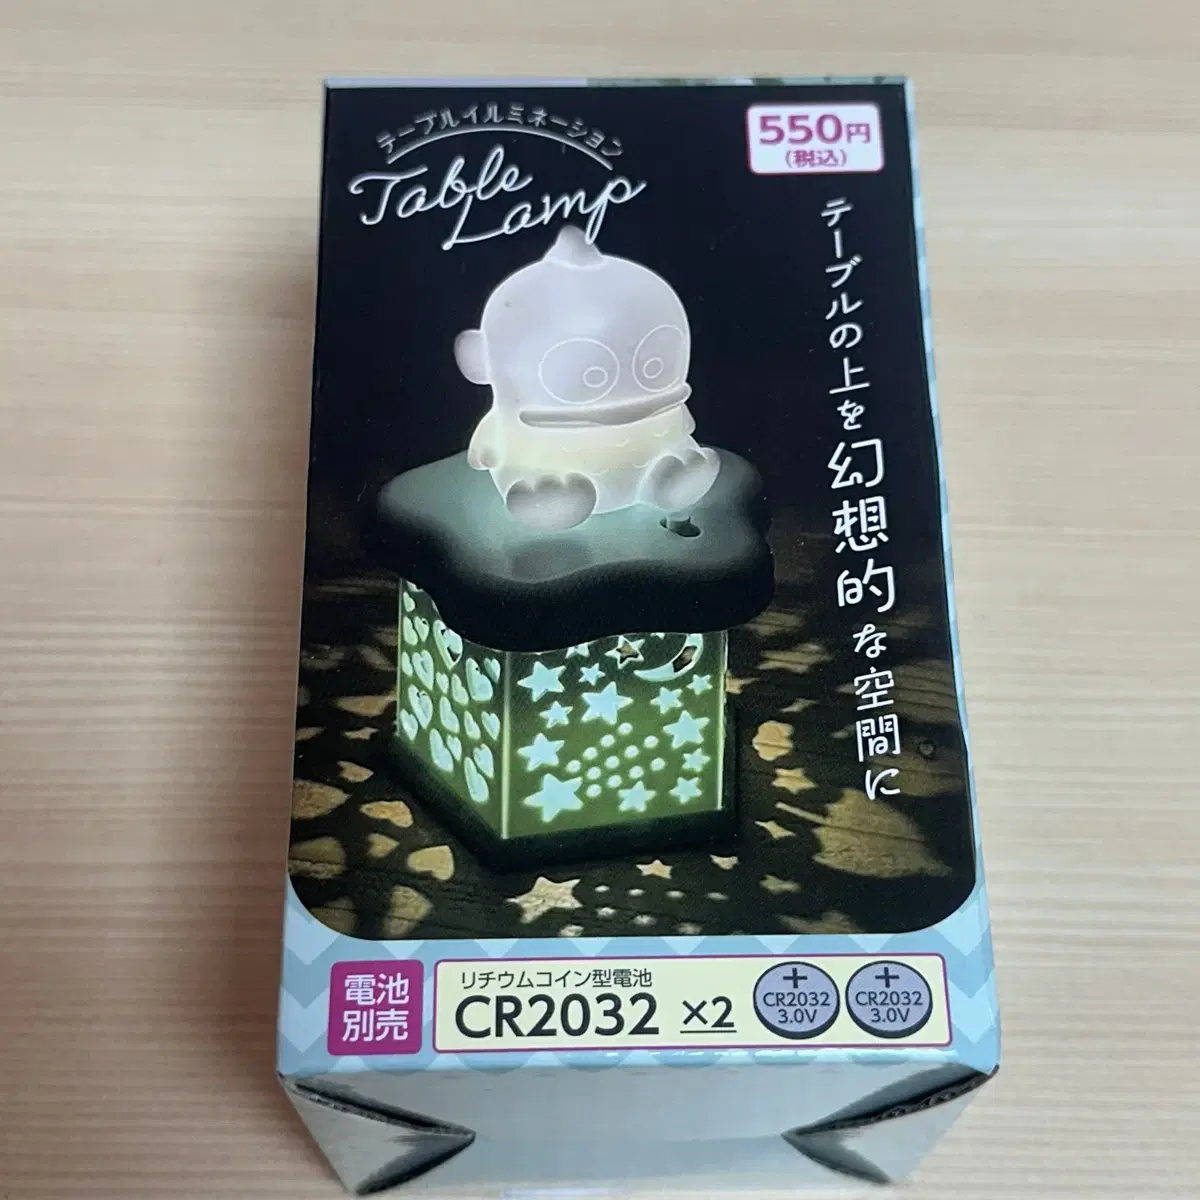 テーブルイルミネーション
Table
Lamp
550円
(税込)
テーブルの上を幻想的な空間に
電池
別売
リチウムコイン型電池
CR2032 ×2
+
CR2032
3.0V
+
CR2032
3.0V